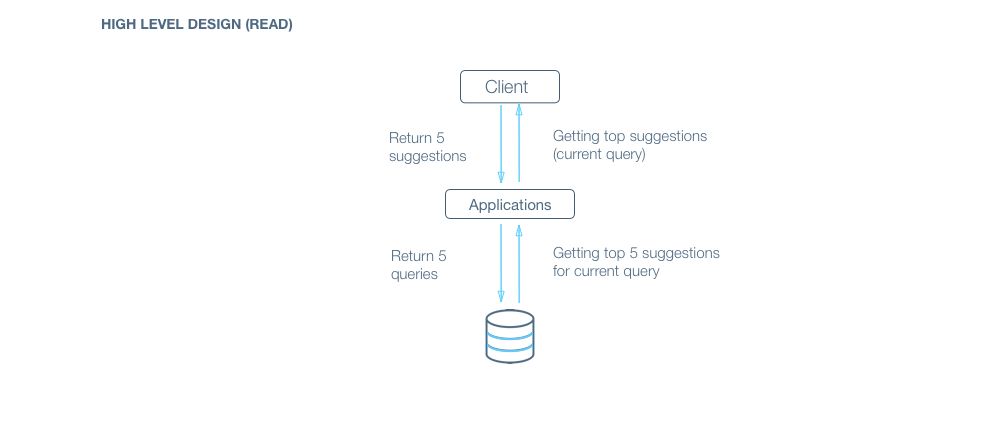 HIGH LEVEL DESIGN (READ)
Client
Return 5
suggestions
Getting top suggestions
(current query)
Applications
Return 5
queries
Getting top 5 suggestions
for current query